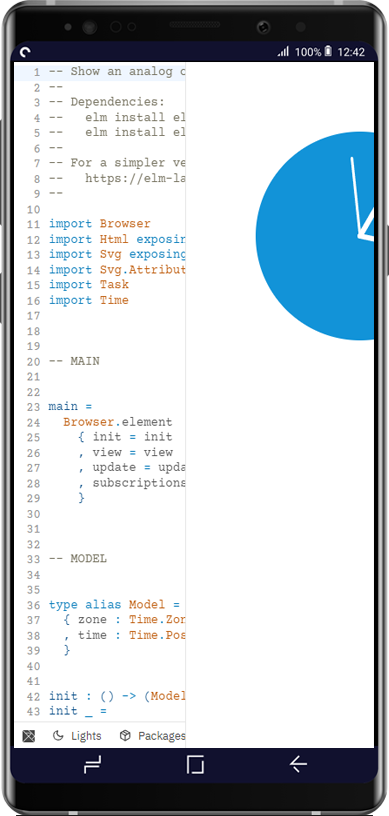 100% 12:42
1 -- Show an analog c
2 --
3 -- Dependencies:
4 --   elm install el
5 --   elm install el
6 --
7 -- For a simpler ve
8 --   https://elm-la
9 --
10
11 import Browser
12 import Html exposin
13 import Svg exposing
14 import Svg.Attribut
15 import Task
16 import Time
17
18
19
20 -- MAIN
21
22
23 main =
24   Browser.element
25     { init = init
26     , view = view
27     , update = upda
28     , subscriptions
29     }
30
31
32
33 -- MODEL
34
35
36 type alias Model =
37   { zone : Time.Zon
38   , time : Time.Pos
39   }
40
41
42 init : () -> (Model
43 init _ =
Lights Packages